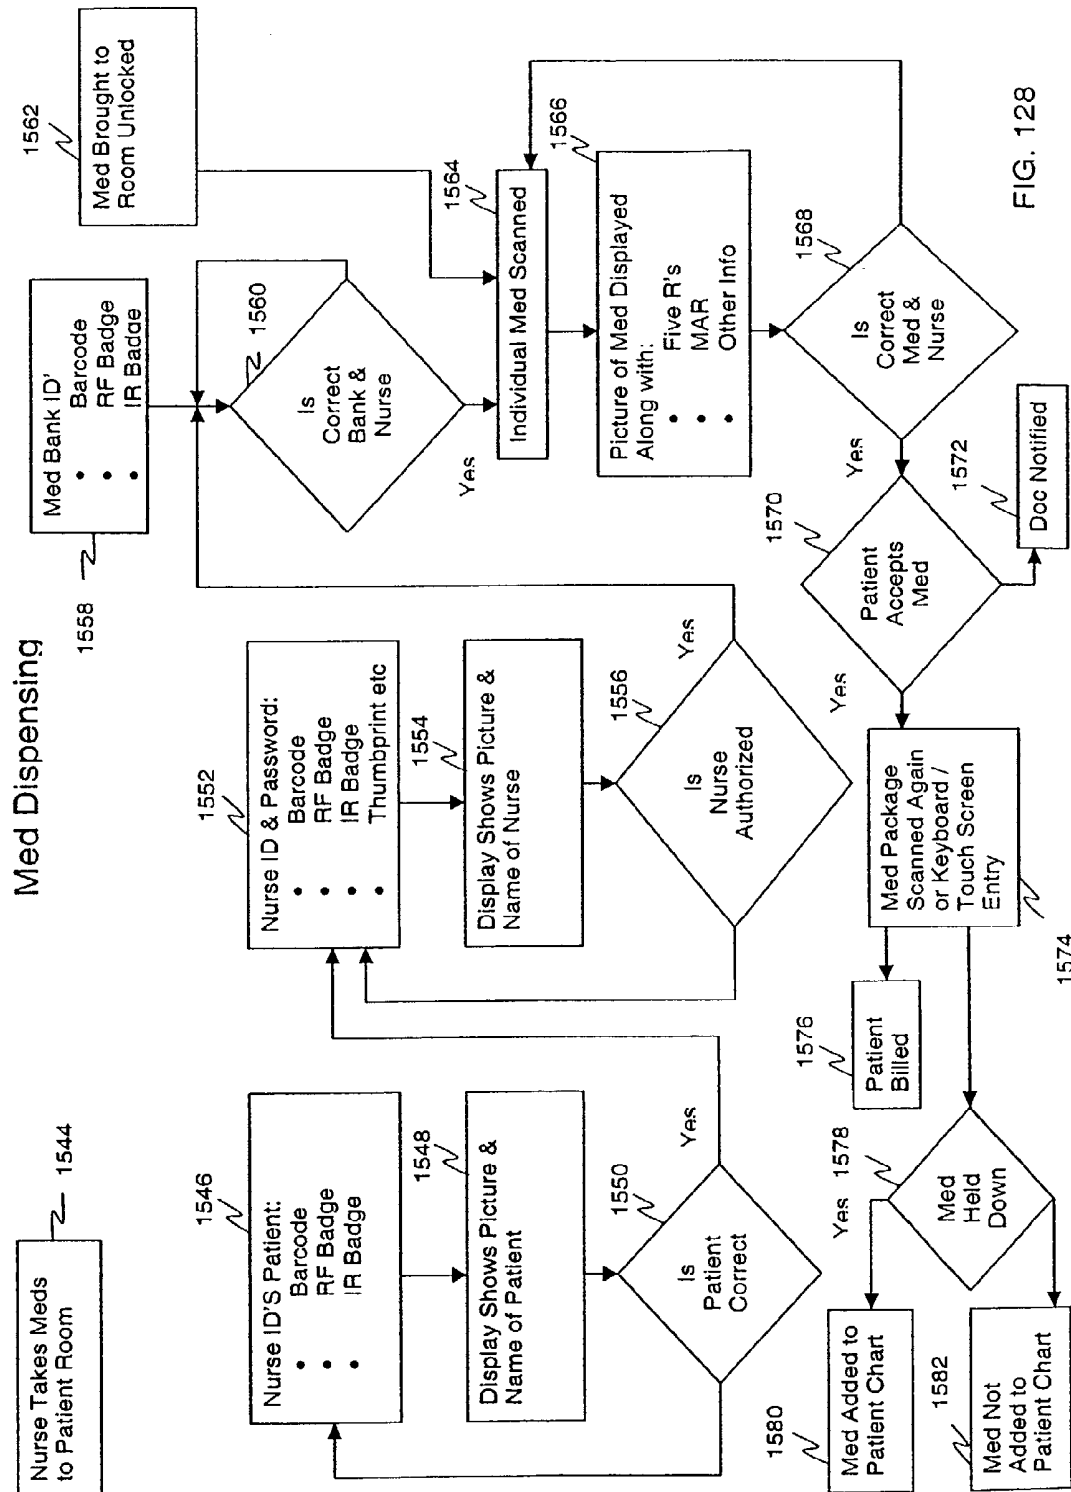 Med Dispensing
Nurse Takes Meds
to Patient Room
1544
1546
Nurse ID'S Patient:
• Barcode
• RF Badge
• IR Badge
1548
Display Shows Picture &
Name of Patient
1550
Is
Patient
Correct
Yes
1552
Nurse ID & Password:
• Barcode
• RF Badge
• IR Badge
• Thumbprint etc
1554
Display Shows Picture &
Name of Nurse
1556
Is
Nurse
Authorized
Yes
1558
Med Bank ID'
• Barcode
• RF Badge
• IR Badge
1560
Is
Correct
Bank &
Nurse
Yes
1562
Med Brought to
Room Unlocked
1564
Individual Med Scanned
1566
Picture of Med Displayed
Along with:
• Five R's
• MAR
• Other Info
1568
Is
Correct
Med &
Nurse
Yes
1570
Patient
Accepts
Med
Yes
1572
Doc Notified
1574
Med Package
Scanned Again
or Keyboard /
Touch Screen
Entry
1576
Patient
Billed
1578
Med
Held
Down
Yes
1580
Med Added to
Patient Chart
1582
Med Not
Added to
Patient Chart
FIG. 128